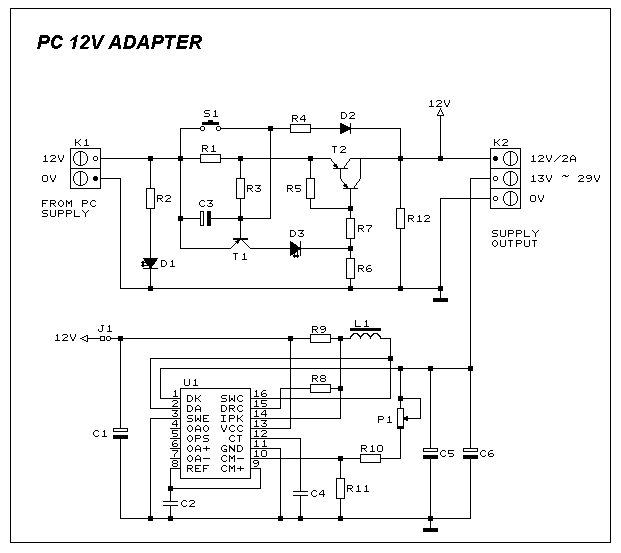 PC 12V ADAPTER
12V
S1
R4
D2
K1
R1
T2
K2
12V
12V/2A
0V
R2
R3
R5
13V ~ 29V
FROM PC
SUPPLY
C3
0V
R12
R7
SUPPLY
OUTPUT
T1
D3
D1
R6
12V
J1
R9
L1
U1
R8
1 DK SWC 16
2 DA DRC 15
3 SWE IPK 14
4 OAO VCC 13
5 OPS CT 12
6 OA+ GND 11
7 OA- CM- 10
8 REF CM+ 9
P1
C1
R10
C5
C6
R11
C2
C4